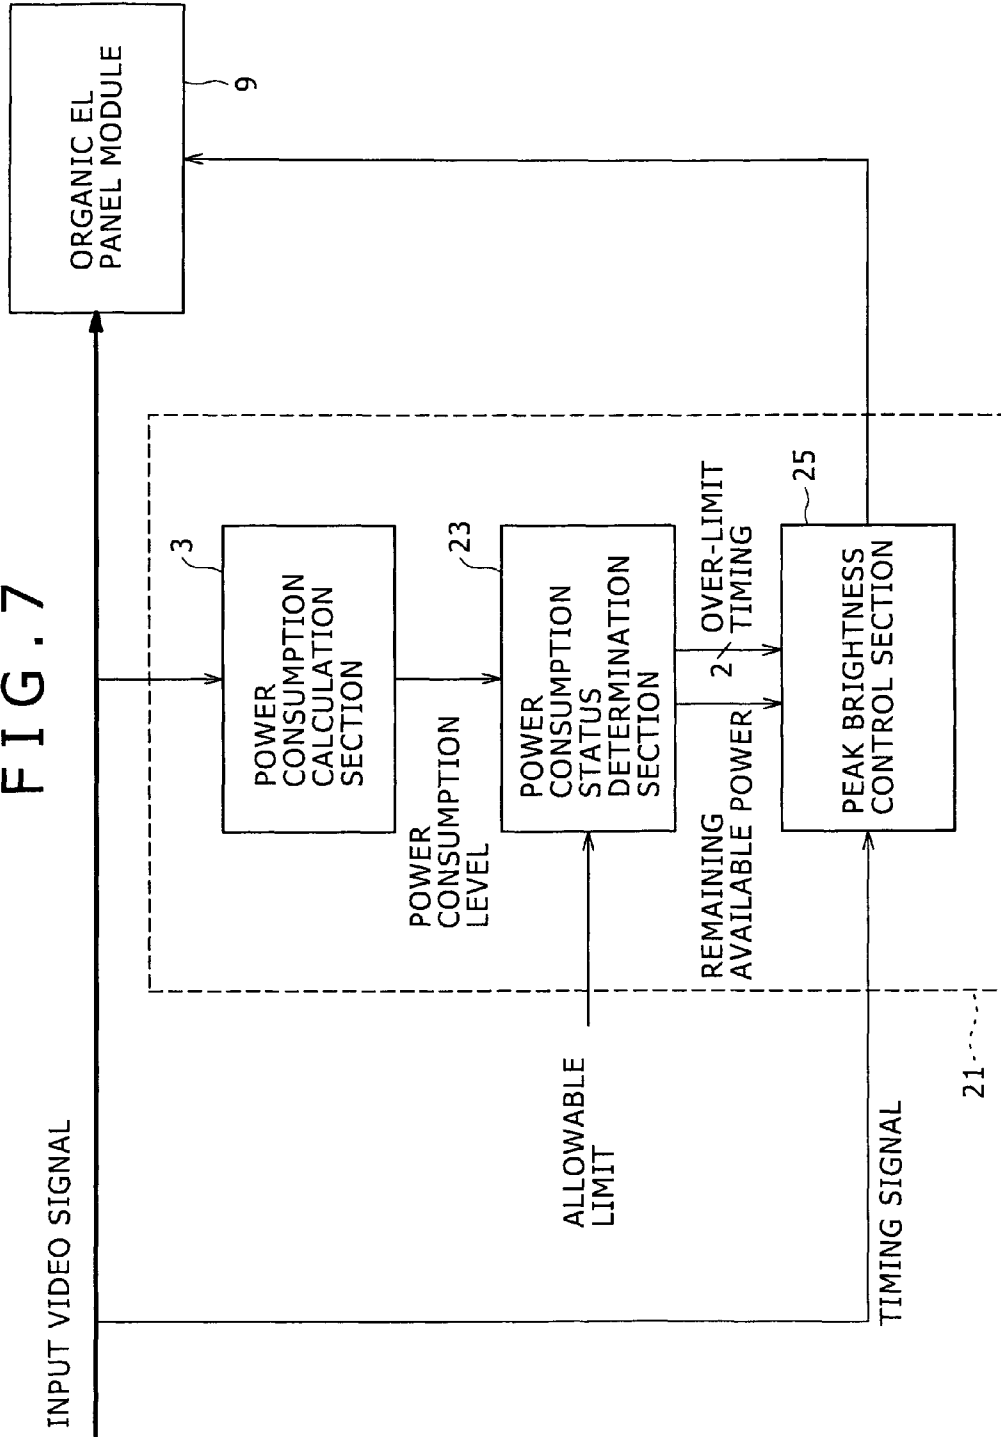 FIG.7
INPUT VIDEO SIGNAL
ORGANIC EL
PANEL MODULE
9
3
POWER
CONSUMPTION
CALCULATION
SECTION
POWER
CONSUMPTION
LEVEL
23
POWER
CONSUMPTION
STATUS
DETERMINATION
SECTION
ALLOWABLE
LIMIT
REMAINING
AVAILABLE POWER
2
OVER-LIMIT
TIMING
25
PEAK BRIGHTNESS
CONTROL SECTION
TIMING SIGNAL
21